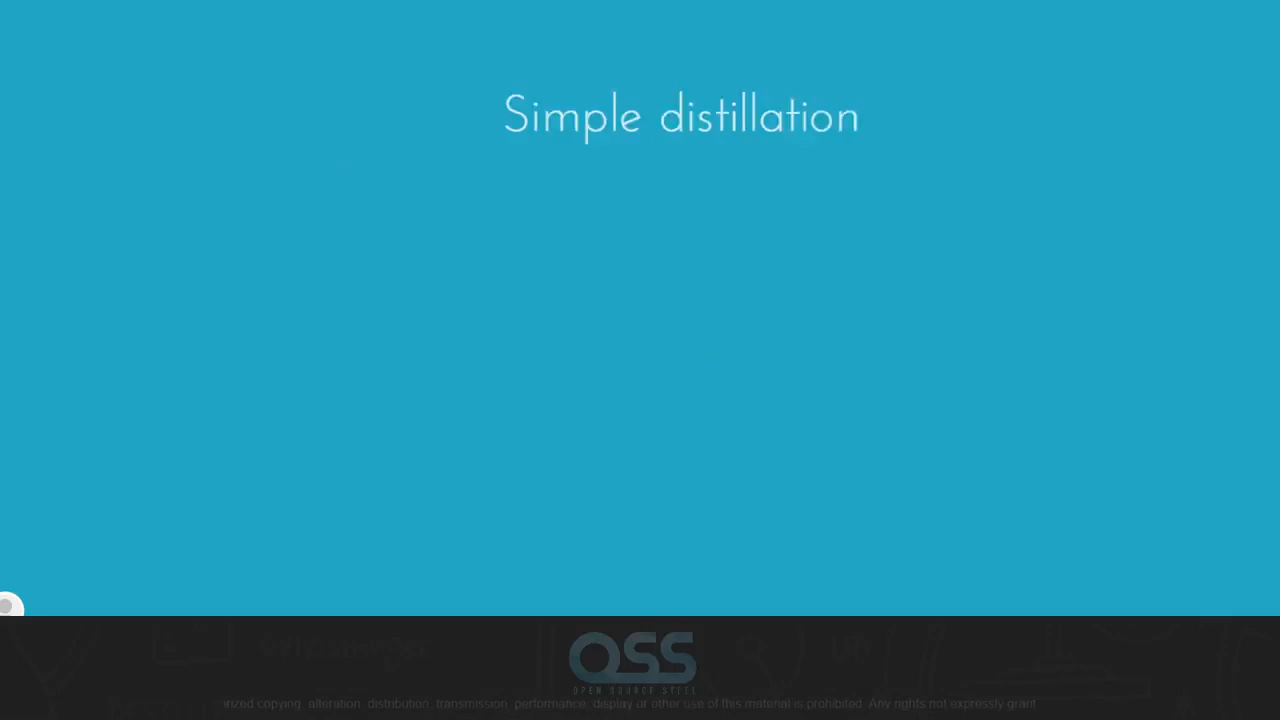 Simple distillation
OSS
OPEN SOURCE STEEL
rized copying, alteration, distribution, transmission, performance, display or other use of this material is prohibited. Any rights not expressly grant